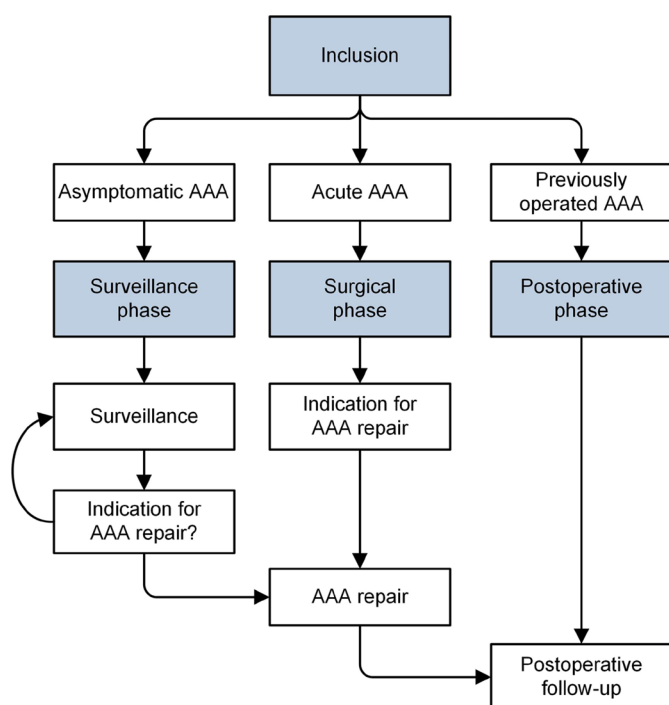 Inclusion
Asymptomatic AAA
Acute AAA
Previously
operated AAA
Surveillance
phase
Surgical
phase
Postoperative
phase
Surveillance
Indication for
AAA repair
Indication for
AAA repair?
AAA repair
Postoperative
follow-up